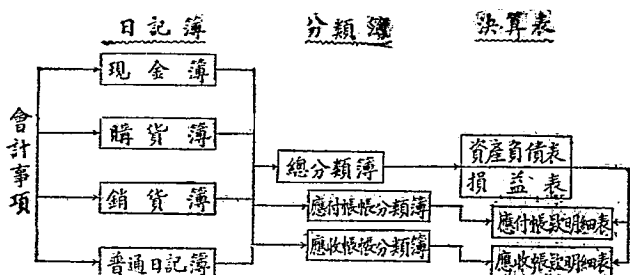 日記簿
分類簿
決算表
會計事項
現金簿
購貨簿
銷貨簿
普通日記簿
總分類簿
應付帳帳分類簿
應收帳帳分類簿
資產負債表
損益表
應付帳款明細表
應收帳款明細表